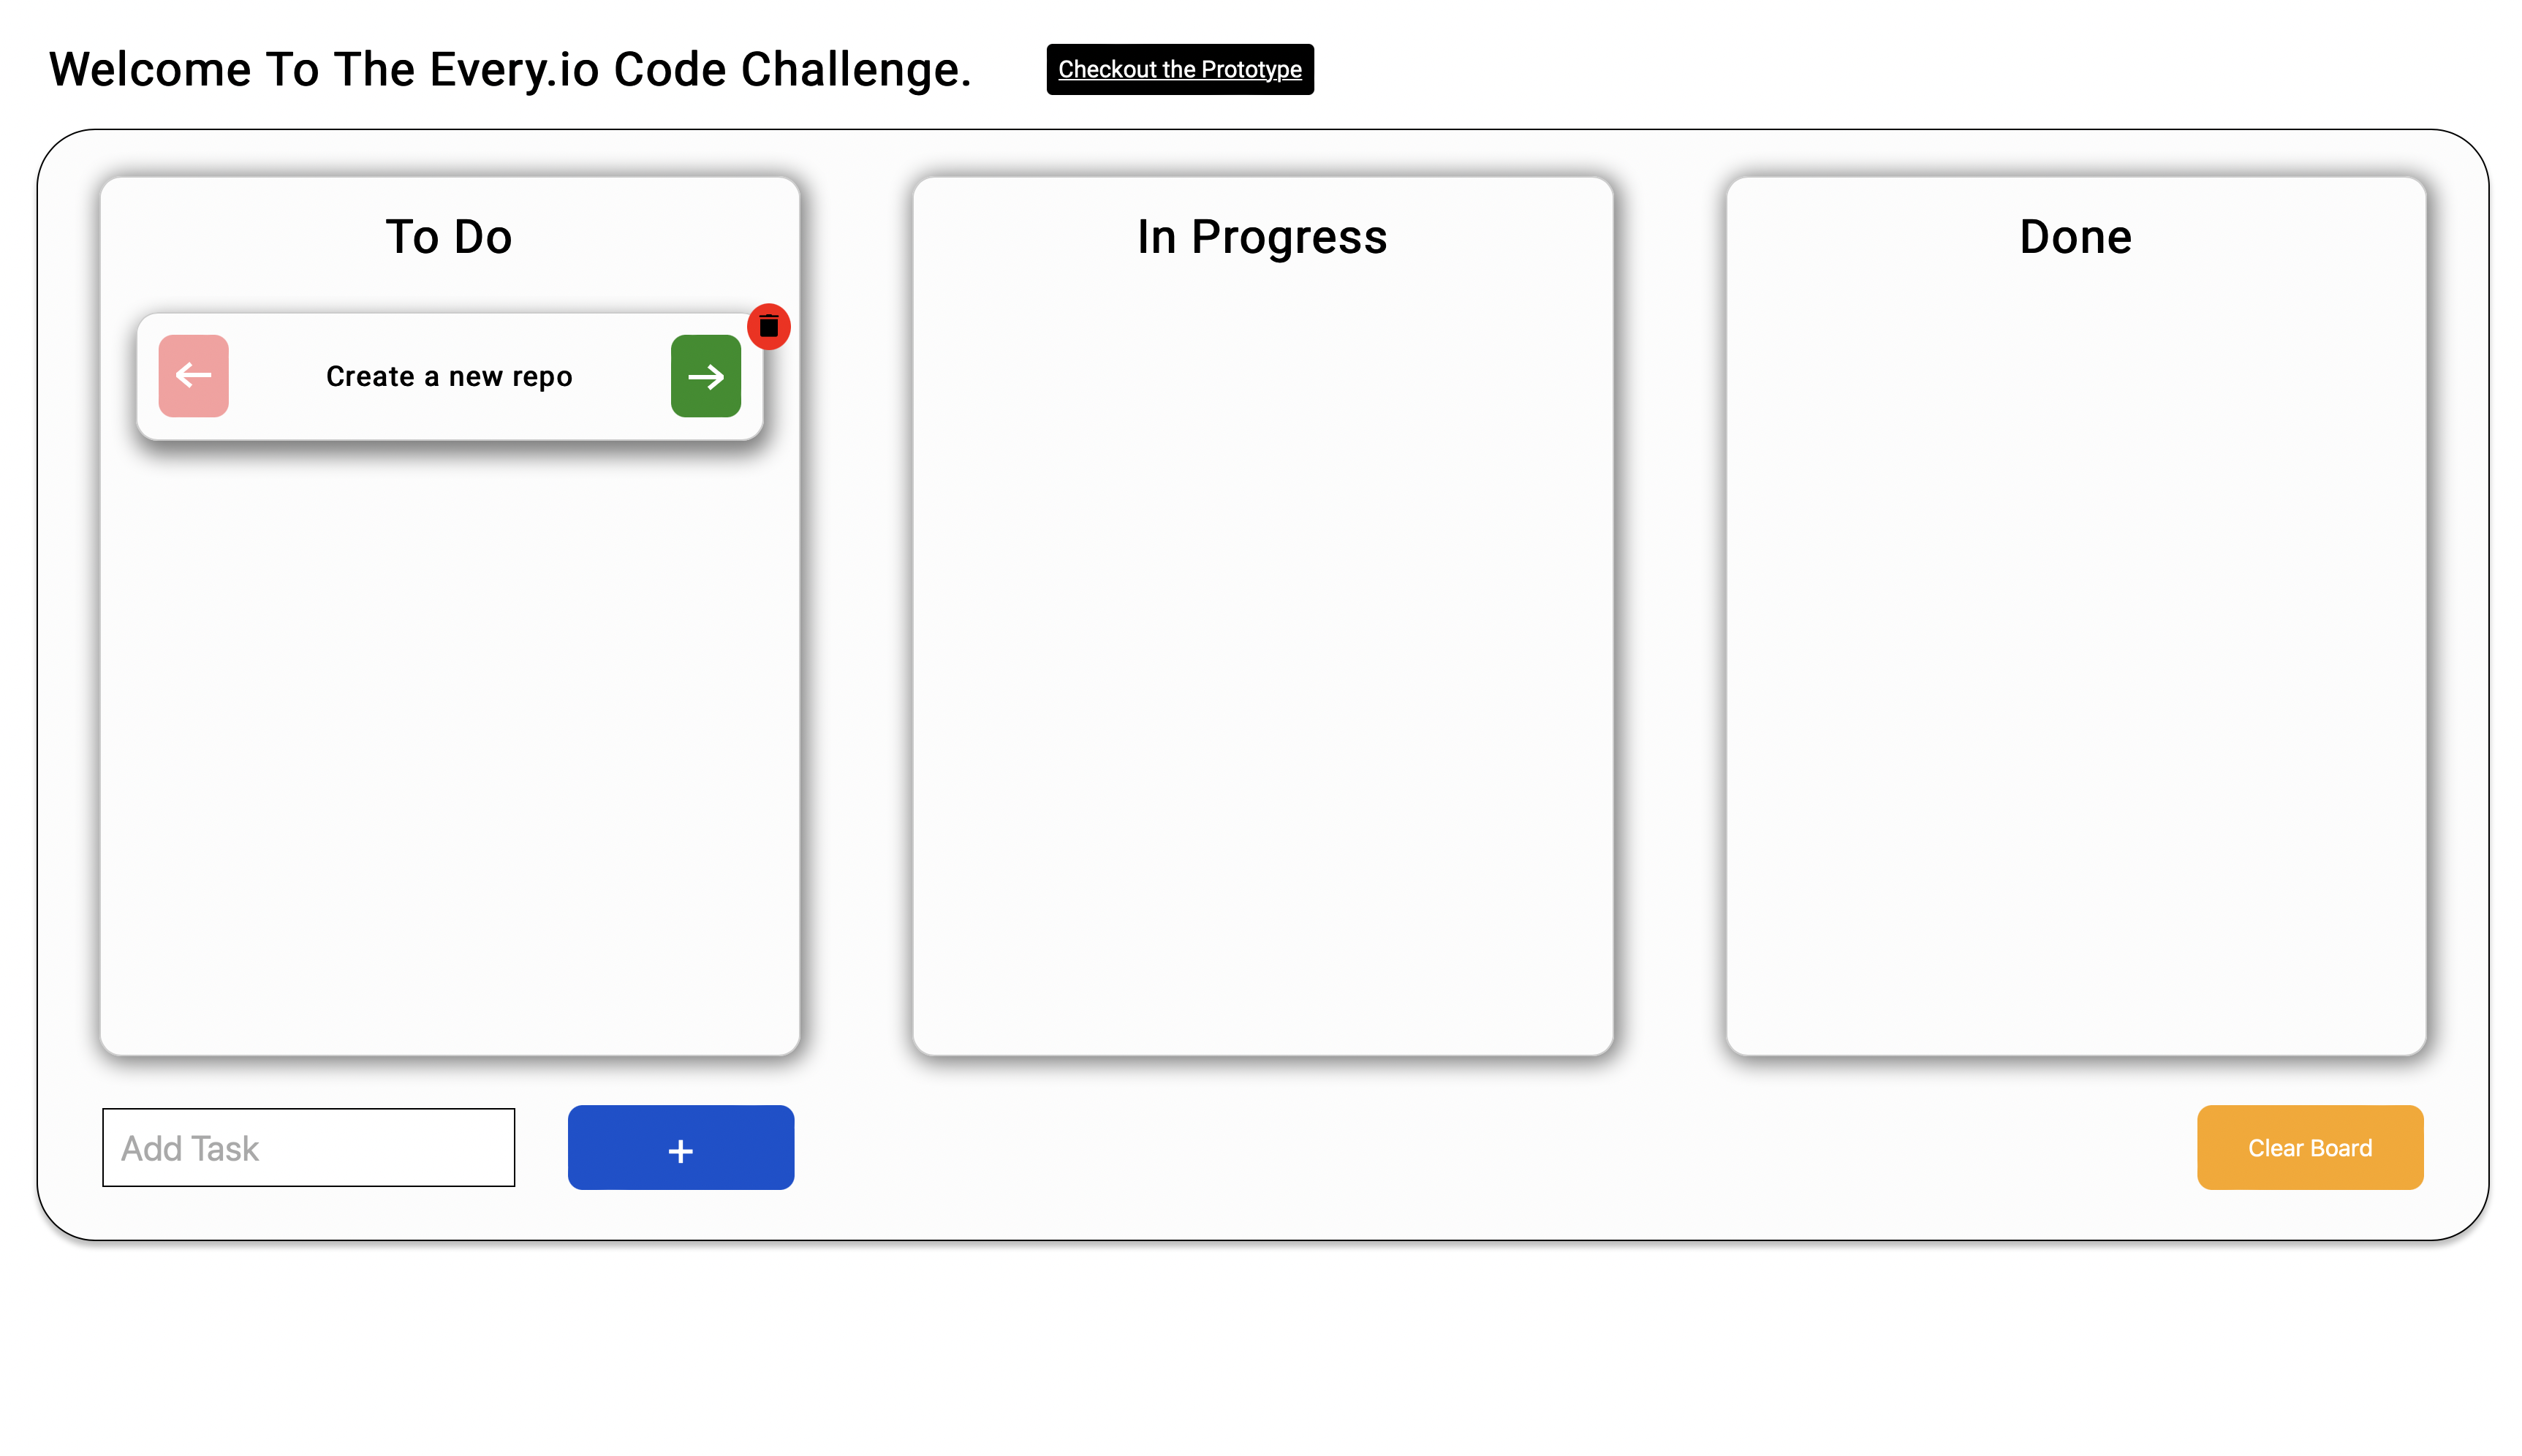 Welcome To The Every.io Code Challenge.
Checkout the Prototype
To Do
In Progress
Done
Create a new repo
Add Task
+
Clear Board